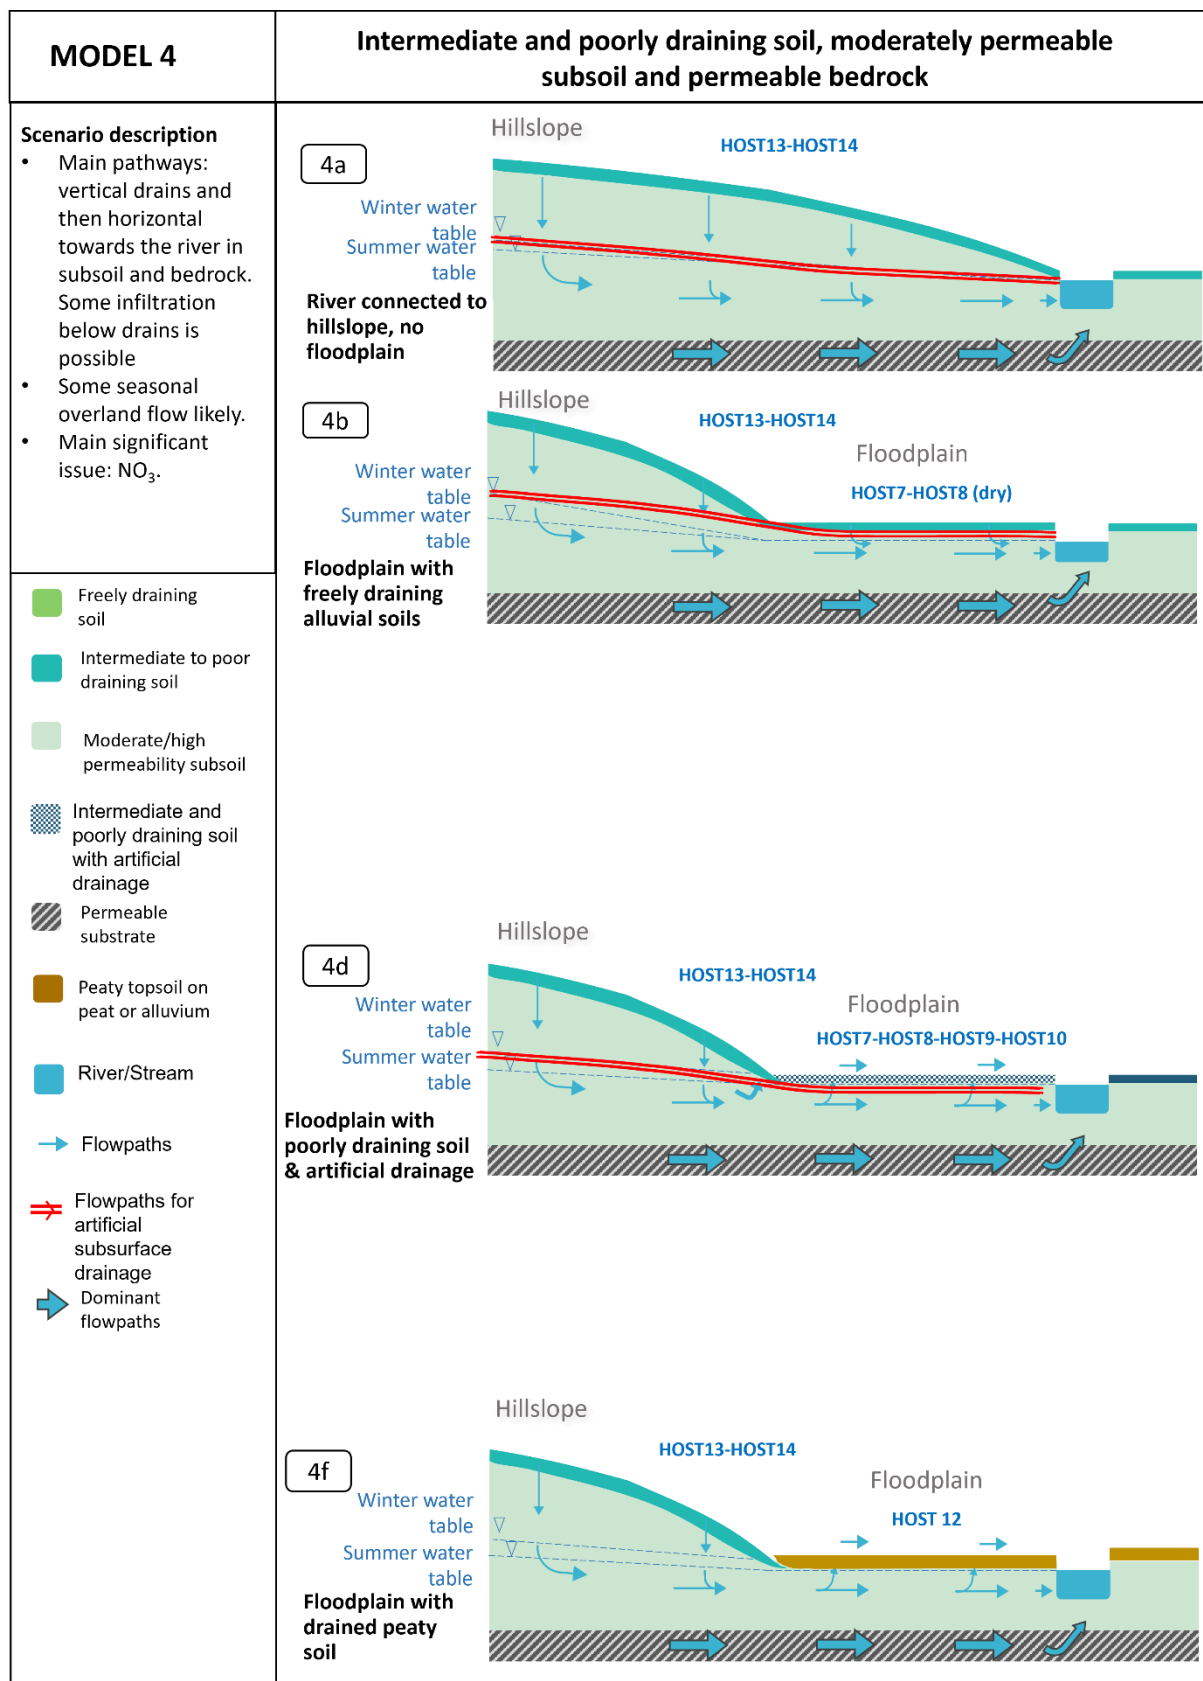 MODEL 4
Intermediate and poorly draining soil, moderately permeable
subsoil and permeable bedrock
Scenario description
• Main pathways:
vertical drains and
then horizontal
towards the river in
subsoil and bedrock.
Some infiltration
below drains is
possible
• Some seasonal
overland flow likely.
• Main significant
issue: NO₃.
Freely draining
soil
Intermediate to poor
draining soil
Moderate/high
permeability subsoil
Intermediate and
poorly draining soil
with artificial
drainage
Permeable
substrate
Peaty topsoil on
peat or alluvium
River/Stream
Flowpaths
Flowpaths for
artificial
subsurface
drainage
Dominant
flowpaths
Hillslope
4a
HOST13-HOST14
Winter water
table
Summer water
table
River connected to
hillslope, no
floodplain
Hillslope
4b
HOST13-HOST14
Floodplain
HOST7-HOST8 (dry)
Winter water
table
Summer water
table
Floodplain with
freely draining
alluvial soils
Hillslope
4d
HOST13-HOST14
Floodplain
HOST7-HOST8-HOST9-HOST10
Winter water
table
Summer water
table
Floodplain with
poorly draining soil
& artificial drainage
Hillslope
4f
HOST13-HOST14
Floodplain
HOST 12
Winter water
table
Summer water
table
Floodplain with
drained peaty
soil